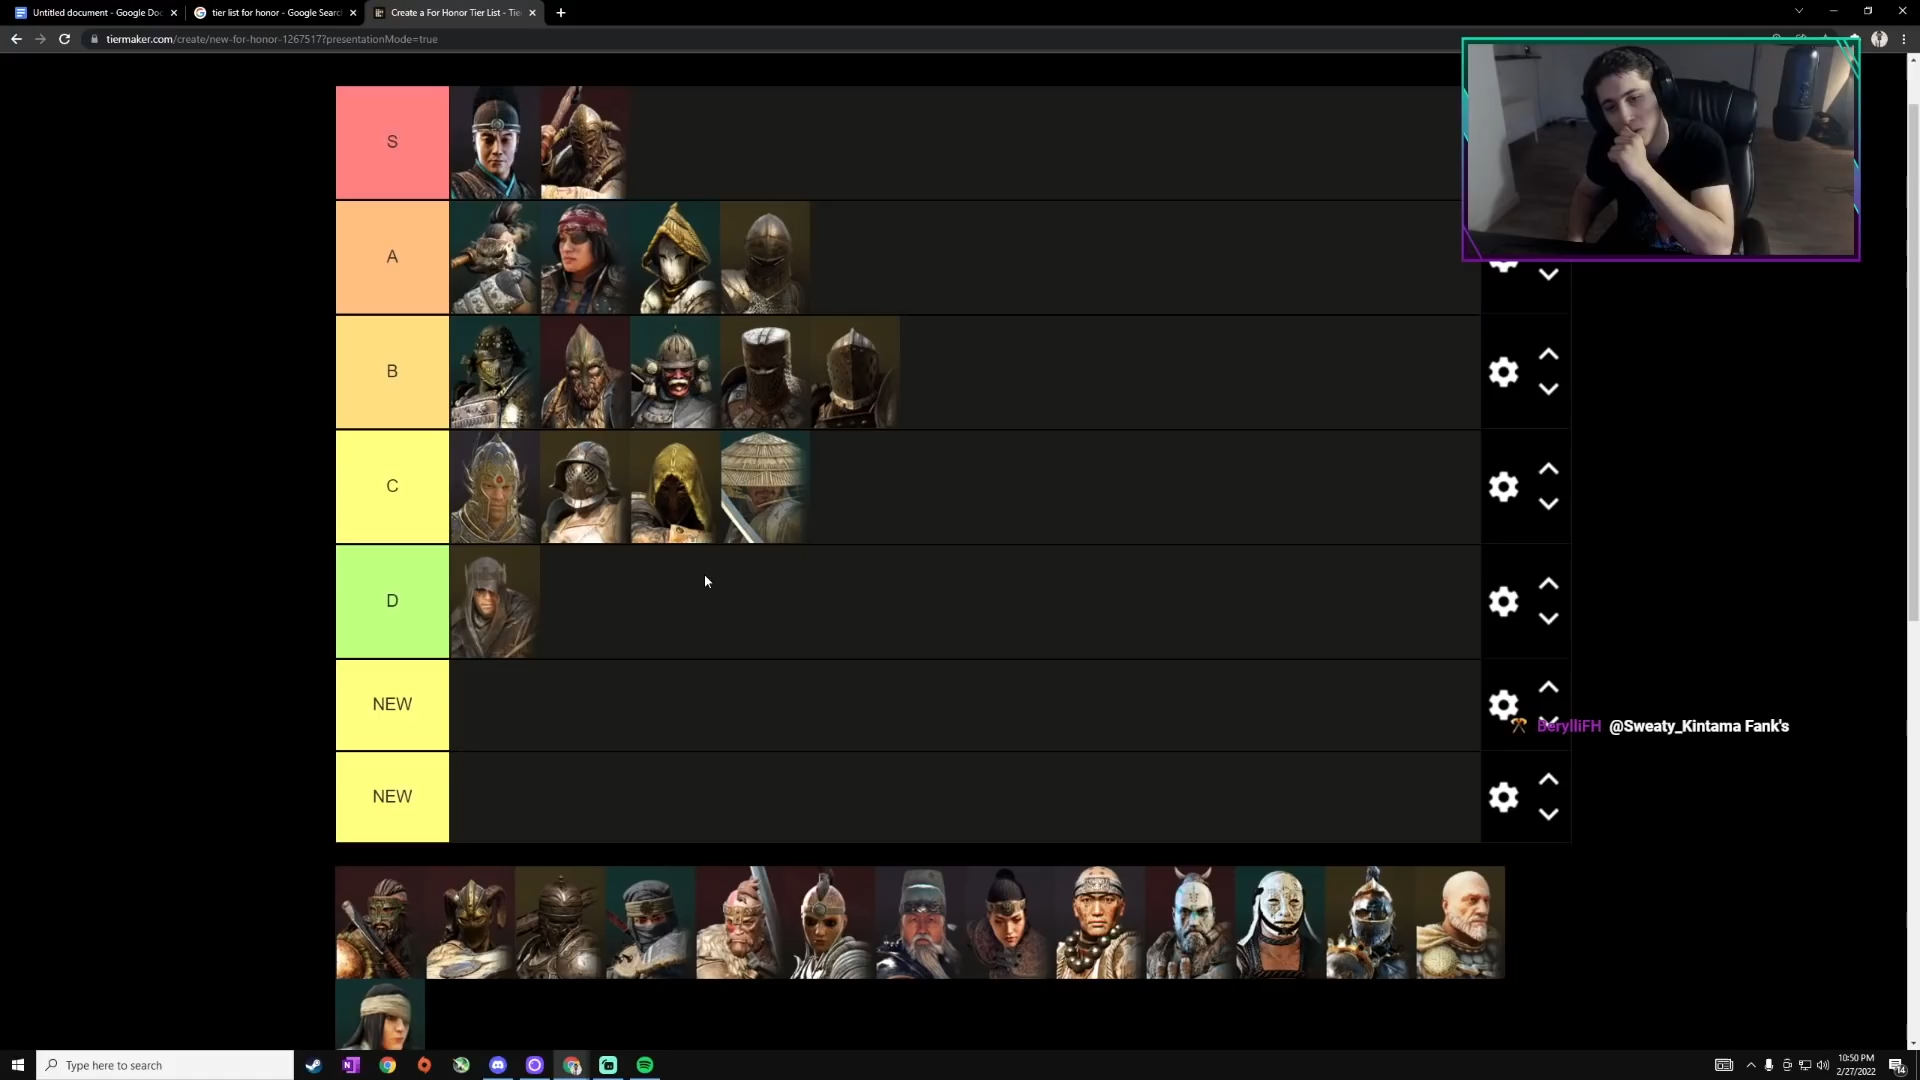 Untitled document - Google Doc
tier list for honor - Google Search
Create a For Honor Tier List - Tie
tiermaker.com/create/new-for-honor-1267517?presentationMode=true
S
A
B
C
D
NEW
BerylliFH @Sweaty_Kintama Fank's
NEW
Type here to search
N
10:50 PM
2/27/2022
14